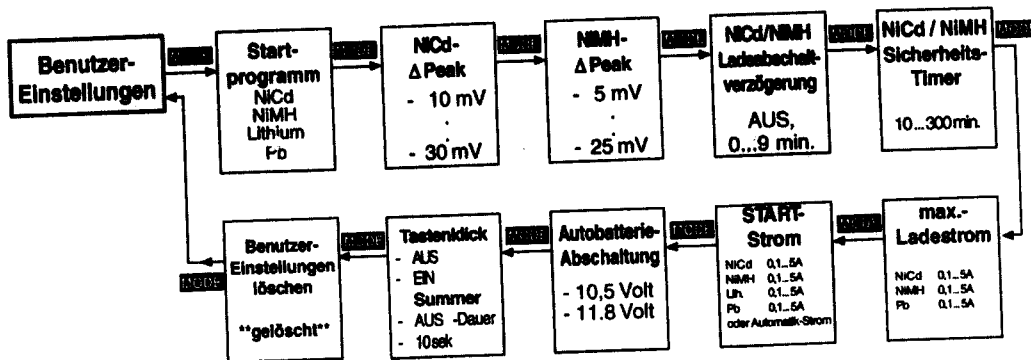 Benutzer-
Einstellungen
MODE
Start-
programm
NiCd
NiMH
Lithium
Pb
MODE
NiCd-
Δ Peak
- 10 mV
.
.
- 30 mV
MODE
NiMH-
Δ Peak
- 5 mV
.
.
- 25 mV
MODE
NiCd/NiMH
Ladeabschalt-
verzögerung
AUS,
0...9 min.
MODE
NiCd / NiMH
Sicherheits-
Timer
10...300min.
MODE
max.-
Ladestrom
NiCd 0,1...5A
NiMH 0,1...5A
Pb 0,1...5A
MODE
START-
Strom
NiCd 0,1...5A
NiMH 0,1...5A
Lih. 0,1...5A
Pb 0,1...5A
oder Automatik-Strom
MODE
Autobatterie-
Abschaltung
- 10,5 Volt
- 11.8 Volt
MODE
Tastenklick
- AUS
- EIN
Summer
- AUS -Dauer
- 10sek
MODE
Benutzer-
Einstellungen
löschen
**gelöscht**
MODE